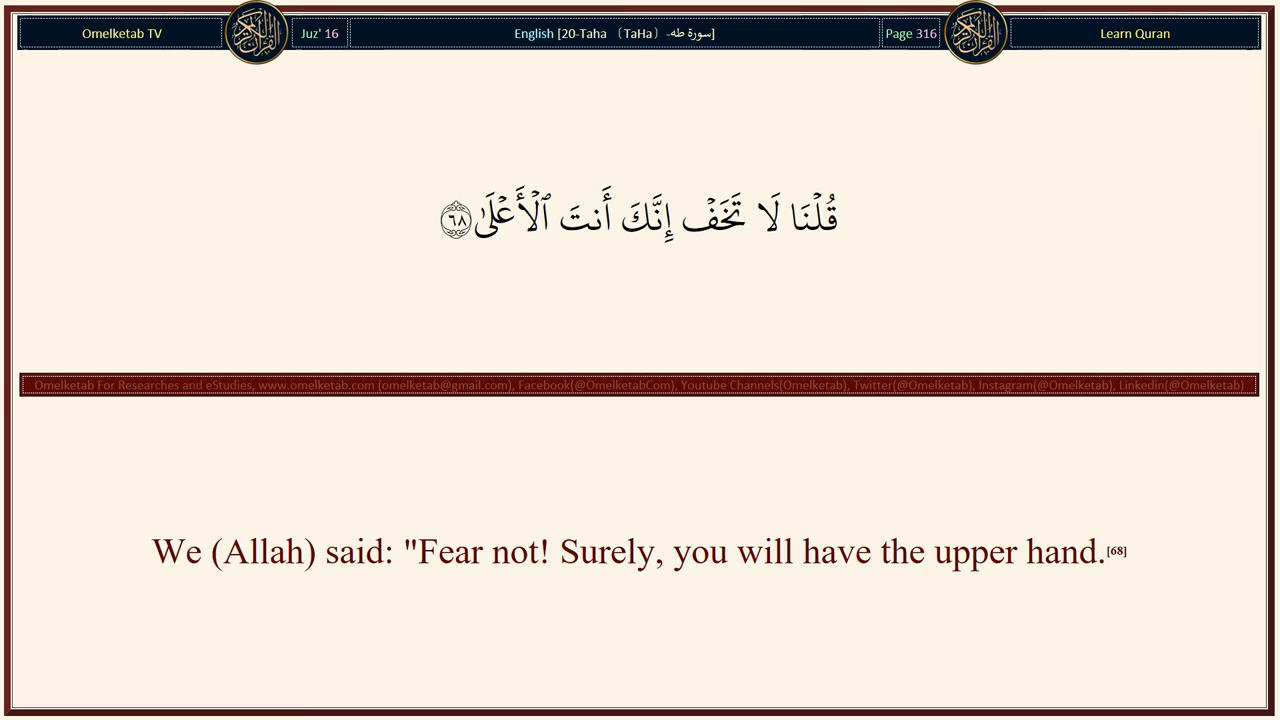 Omelketab TV
Juz' 16
English [20-Taha 〔TaHa〕-سورة طه]
Page 316
Learn Quran
قُلْنَا لَا تَخَفْ إِنَّكَ أَنتَ ٱلْأَعْلَىٰ ٦٨
Omelketab For Researches and eStudies, www.omelketab.com (omelketab@gmail.com), Facebook(@OmelketabCom), Youtube Channels(Omelketab), Twitter(@Omelketab), Instagram(@Omelketab), Linkedin(@Omelketab)
We (Allah) said: "Fear not! Surely, you will have the upper hand.[68]